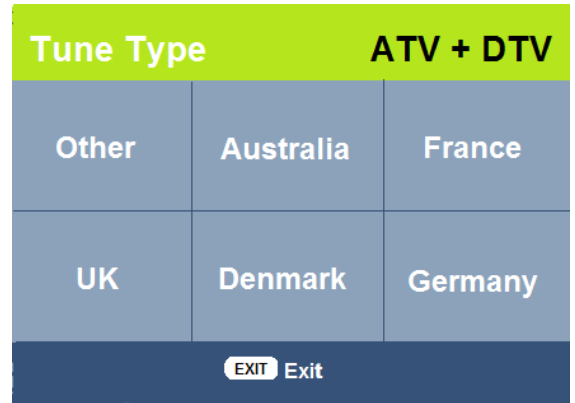 Tune Type ATV + DTV
Other Australia France
UK Denmark Germany
EXIT Exit